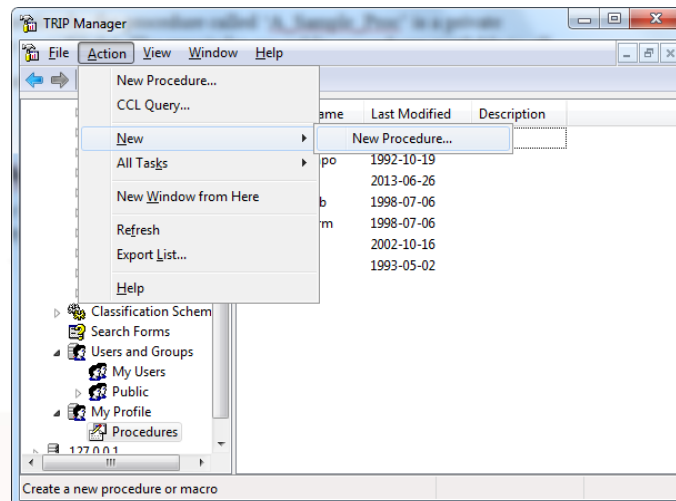 TRIP Manager
File Action View Window Help
New Procedure...
CCL Query...
New
All Tasks
New Window from Here
Refresh
Export List...
Help
New Procedure...
ame Last Modified Description
po 1992-10-19
2013-06-26
b 1998-07-06
rm 1998-07-06
2002-10-16
1993-05-02
Classification Schem
Search Forms
Users and Groups
My Users
Public
My Profile
Procedures
127.0.0.1
Create a new procedure or macro